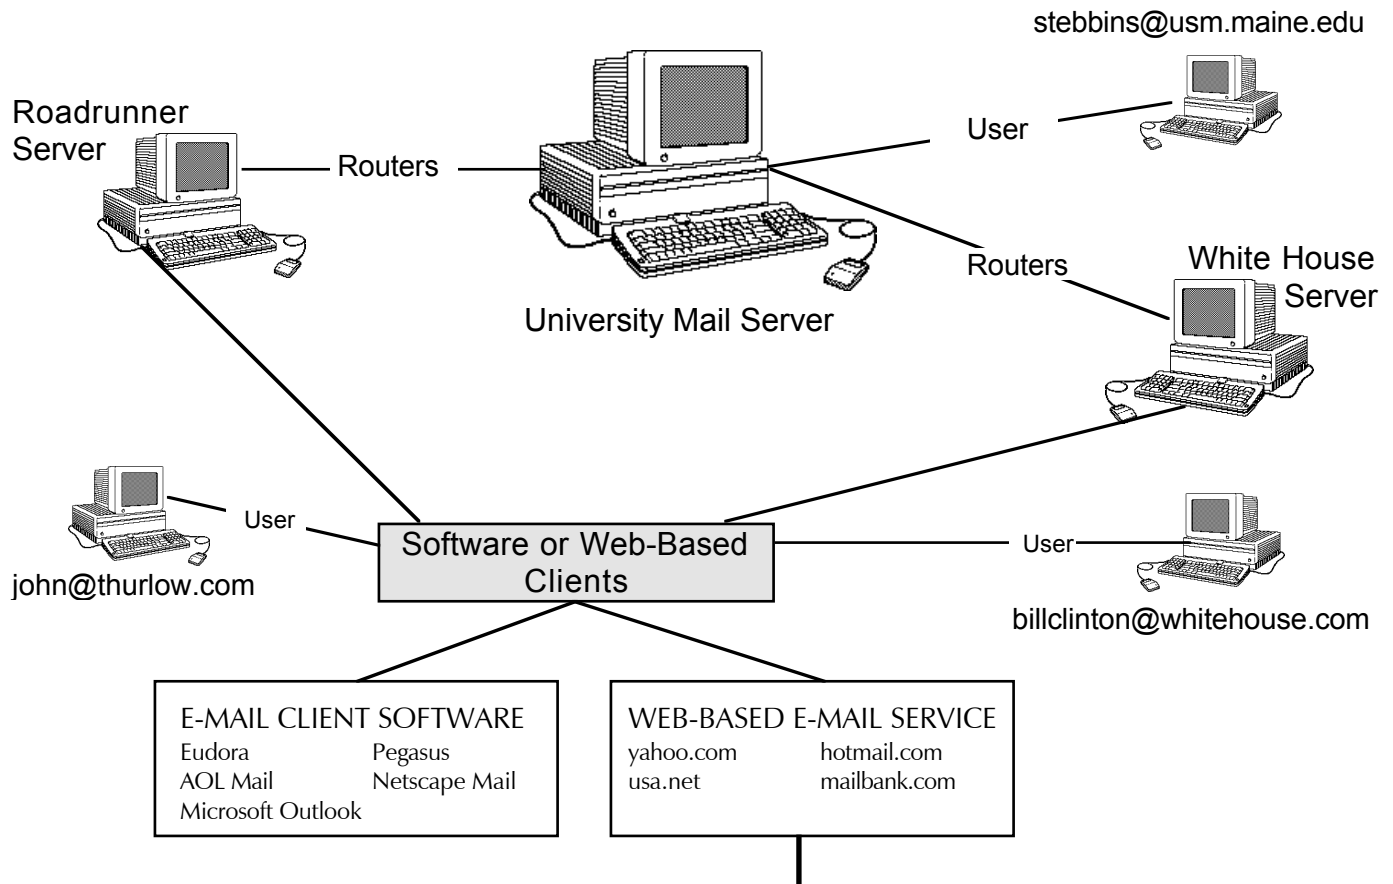 stebbins@usm.maine.edu
Roadrunner
Server
Routers
User
University Mail Server
Routers
White House
Server
User
john@thurlow.com
Software or Web-Based
Clients
User
billclinton@whitehouse.com
E-MAIL CLIENT SOFTWARE
Eudora Pegasus
AOL Mail Netscape Mail
Microsoft Outlook
WEB-BASED E-MAIL SERVICE
yahoo.com hotmail.com
usa.net mailbank.com